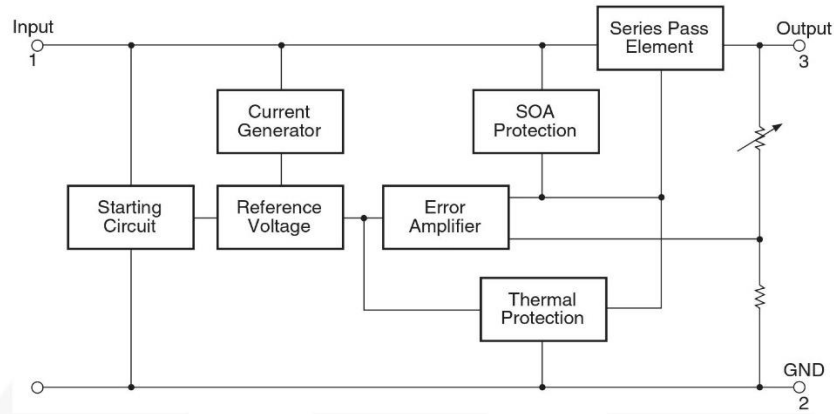 Input
1
Series Pass
Element
Output
3
Current
Generator
SOA
Protection
Starting
Circuit
Reference
Voltage
Error
Amplifier
Thermal
Protection
GND
2